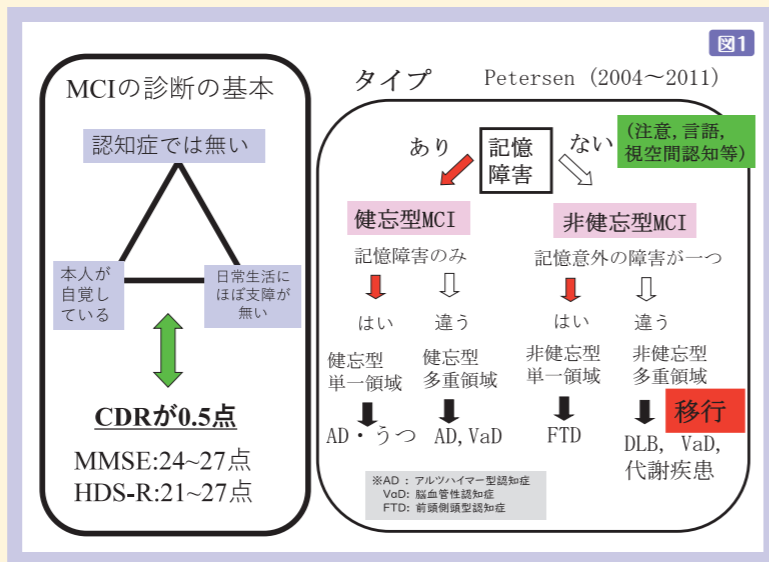 図1
MCIの診断の基本
認知症では無い
本人が
自覚し
ている
日常生活に
ほぼ支障が
無い
CDRが0.5点
MMSE:24~27点
HDS-R:21~27点
タイプ Petersen (2004～2011)
あり
記憶
障害
ない
(注意,言語,
視空間認知等)
健忘型MCI
非健忘型MCI
記憶障害のみ
記憶意外の障害が一つ
はい
違う
はい
違う
健忘型
単一領域
健忘型
多重領域
非健忘型
単一領域
非健忘型
多重領域
移行
AD・うつ
AD,VaD
FTD
DLB, VaD,
代謝疾患
※AD : アルツハイマー型認知症
VaD: 脳血管性認知症
FTD: 前頭側頭型認知症